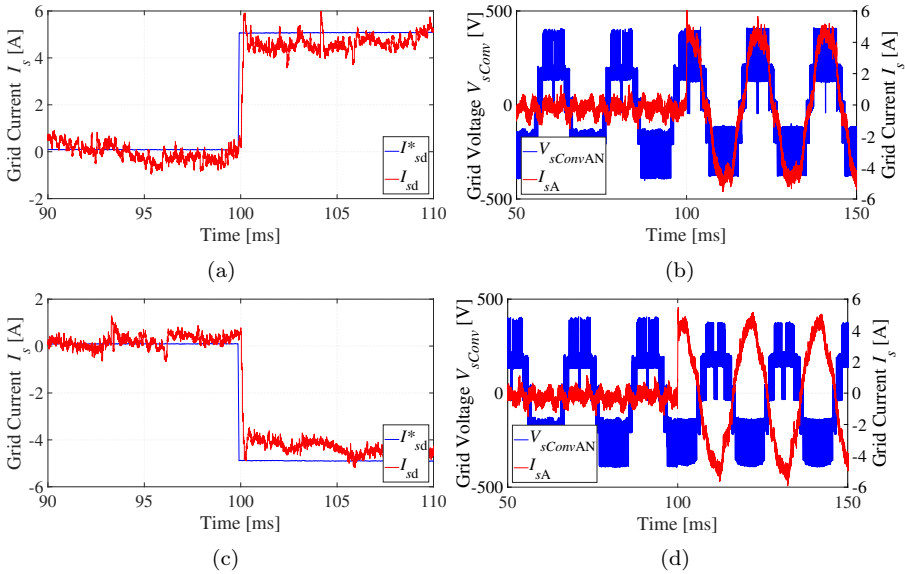 6
4
2
0
-2
Grid Current I_s [A]
I*_sd
I_sd
90
95
100
105
110
Time [ms]
(a)
500
0
-500
Grid Voltage V_sConv [V]
6
4
2
0
-2
-4
-6
Grid Current I_s [A]
V_sConvAN
I_sA
50
100
150
Time [ms]
(b)
2
0
-2
-4
-6
Grid Current I_s [A]
I*_sd
I_sd
90
95
100
105
110
Time [ms]
(c)
500
0
-500
Grid Voltage V_sConv [V]
6
4
2
0
-2
-4
-6
Grid Current I_s [A]
V_sConvAN
I_sA
50
100
150
Time [ms]
(d)